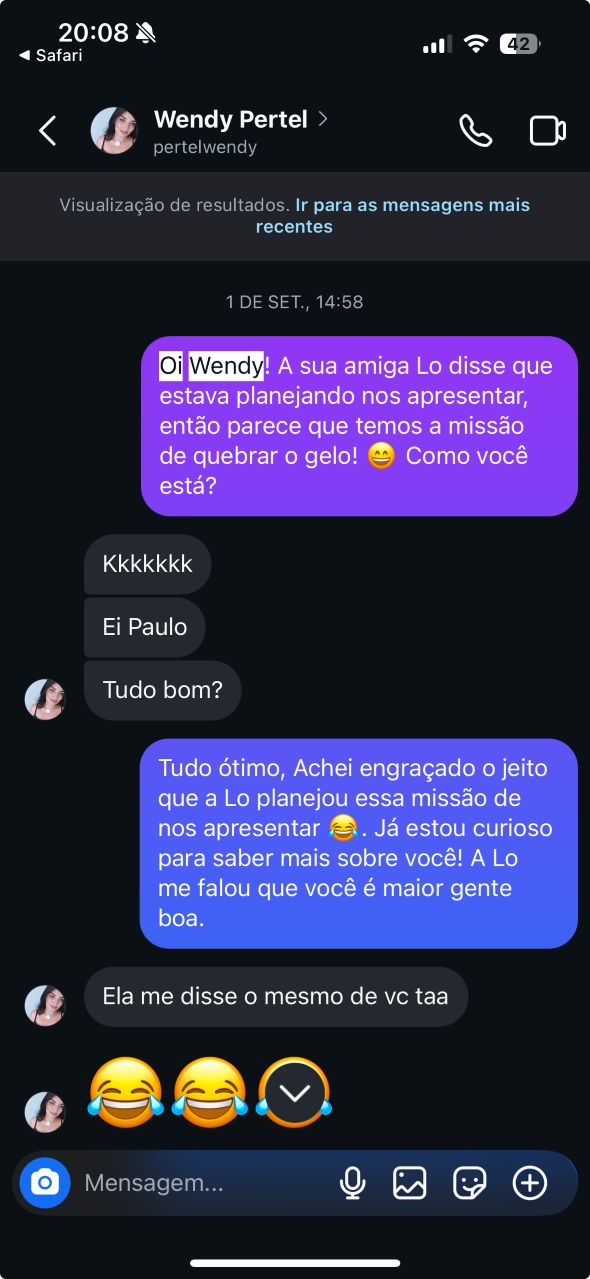 20:08
42
◀ Safari
Wendy Pertel
pertelwendy
Visualização de resultados. Ir para as mensagens mais
recentes
1 DE SET., 14:58
Oi Wendy! A sua amiga Lo disse que
estava planejando nos apresentar,
então parece que temos a missão
de quebrar o gelo! 😄 Como você
está?
Kkkkkkk
Ei Paulo
Tudo bom?
Tudo ótimo, Achei engraçado o jeito
que a Lo planejou essa missão de
nos apresentar 😂. Já estou curioso
para saber mais sobre você! A Lo
me falou que você é maior gente
boa.
Ela me disse o mesmo de vc taa
😂😂😂
Mensagem...